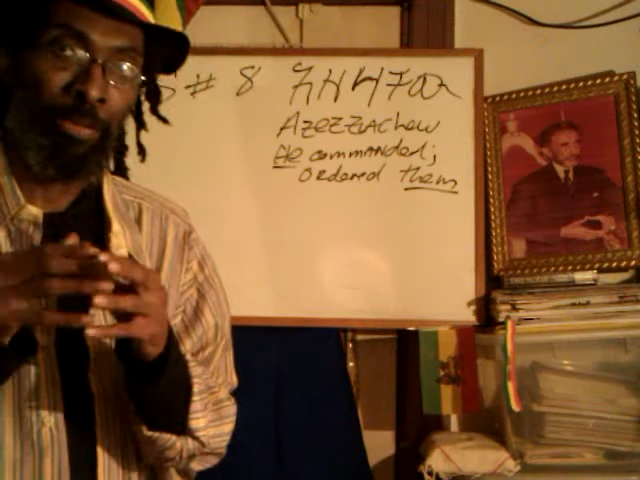 S # 8 አዘዛቸው
AzezzAchew
He commanded;
ordered them